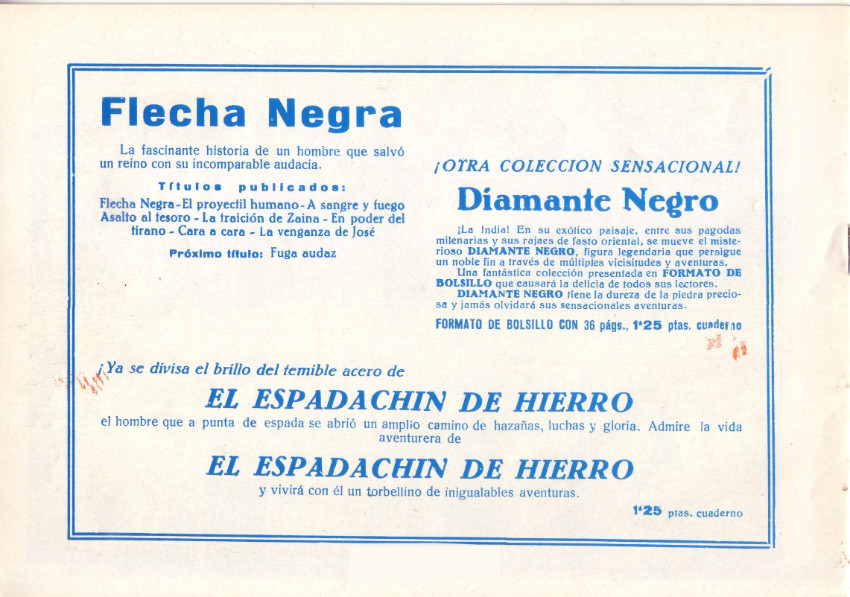 Flecha Negra
La fascinante historia de un hombre que salvó
un reino con su incomparable audacia.
Títulos publicados:
Flecha Negra-El proyectil humano-A sangre y fuego
Asalto al tesoro - La traición de Zaina - En poder del
tirano - Cara a cara - La venganza de José
Próximo título: Fuga audaz
¡OTRA COLECCION SENSACIONAL!
Diamante Negro
¡La India! En su exótico paisaje, entre sus pagodas
milenarias y sus rajaes de fasto oriental, se mueve el miste-
rioso DIAMANTE NEGRO, figura legendaria que persigue
un noble fin a través de múltiples vicisitudes y aventuras.
Una fantástica colección presentada en FORMATO DE
BOLSILLO que causará la delicia de todos sus lectores.
DIAMANTE NEGRO tiene la dureza de la piedra precio-
sa y jamás olvidará sus sensacionales aventuras.
FORMATO DE BOLSILLO CON 36 págs., 1'25 ptas. cuaderno
¡Ya se divisa el brillo del temible acero de
EL ESPADACHIN DE HIERRO
el hombre que a punta de espada se abrió un amplio camino de hazañas, luchas y gloria. Admire la vida
aventurera de
EL ESPADACHIN DE HIERRO
y vivirá con él un torbellino de inigualables aventuras.
1'25 ptas. cuaderno